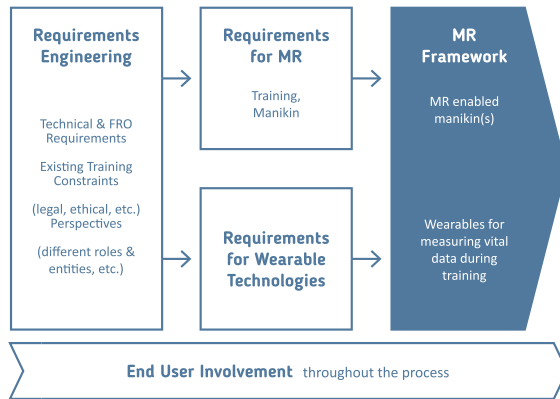 Requirements
Engineering
Technical & FRO
Requirements
Existing Training
Constraints
(legal, ethical, etc.)
Perspectives
(different roles &
entities, etc.)
Requirements
for MR
Training,
Manikin
Requirements
for Wearable
Technologies
MR
Framework
MR enabled
manikin(s)
Wearables for
measuring vital
data during
training
End User Involvement throughout the process